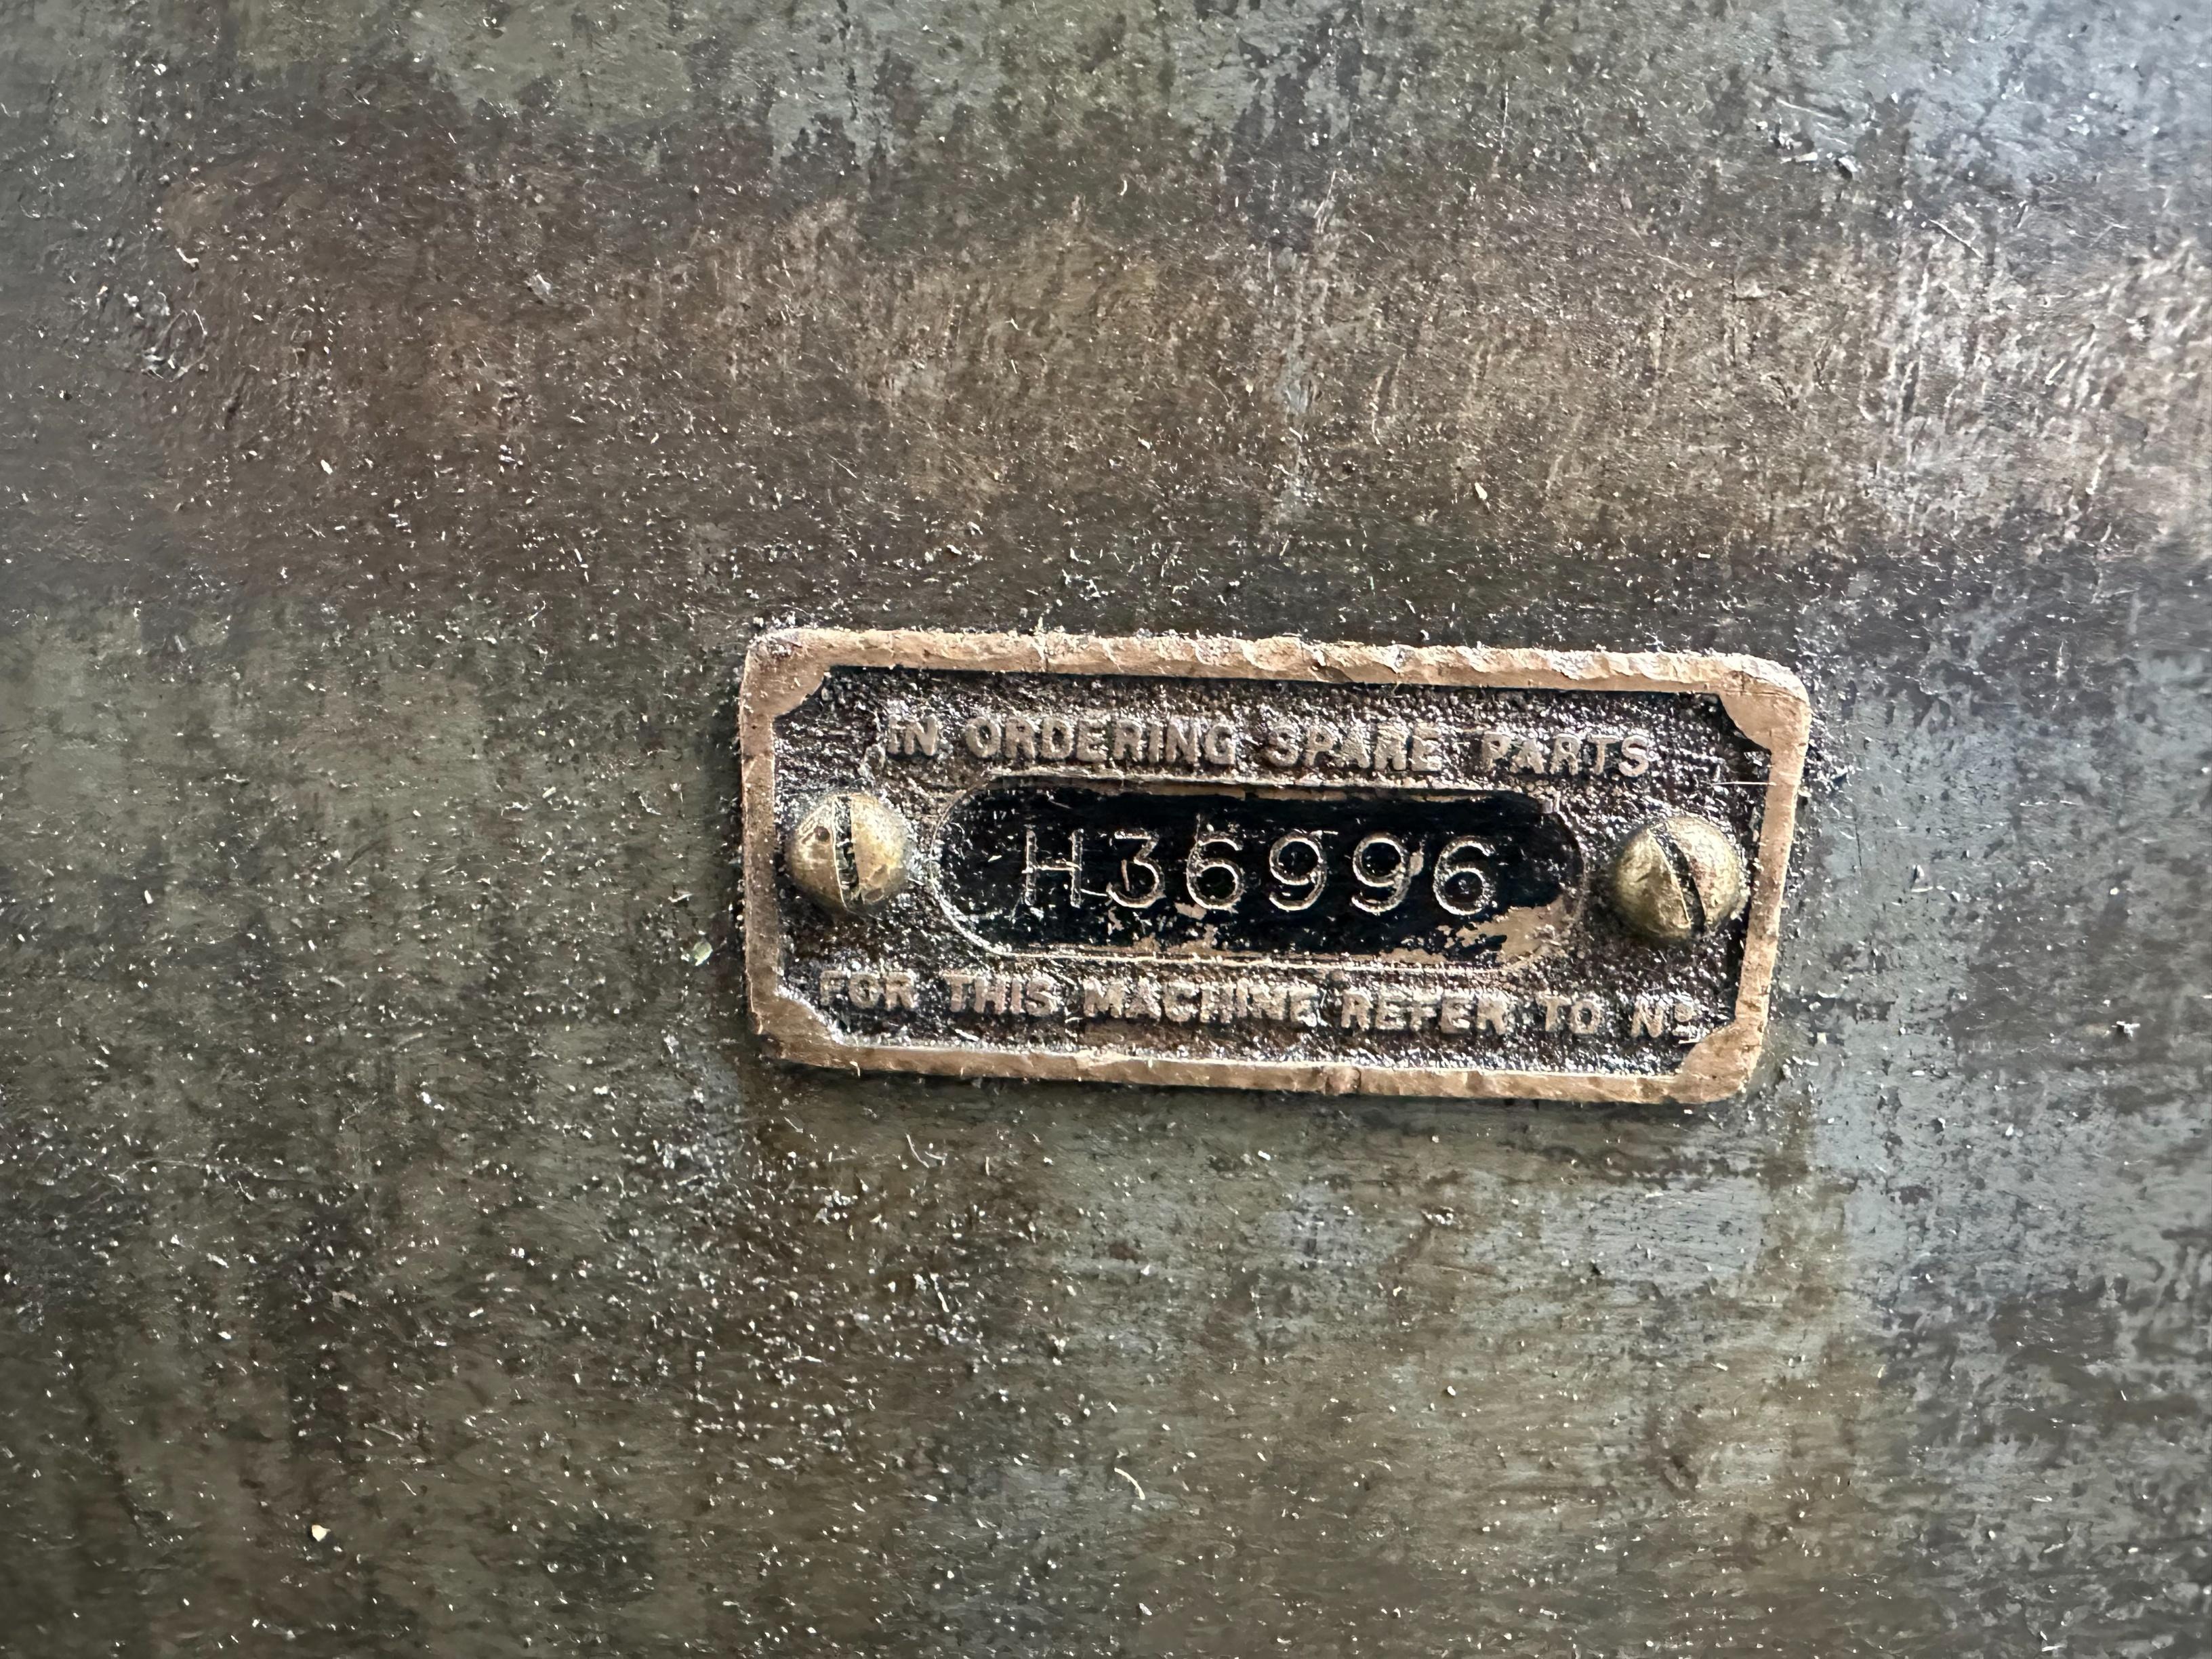 IN ORDERING SPARE PARTS
H36996
FOR THIS MACHINE REFER TO Nº